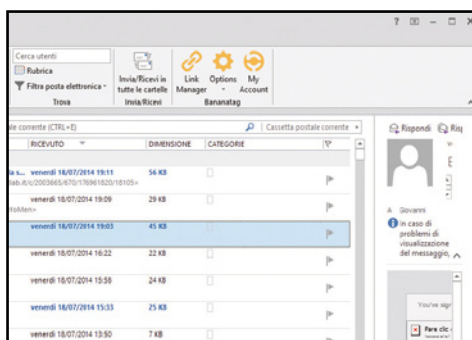 ?
Cerca utenti
Rubrica
Filtra posta elettronica
Trova
Invia/Ricevi in
tutte le cartelle
Invia/Ricevi
Link
Manager
Options
My
Account
Bananatag
ale corrente (CTRL+E)
Cassetta postale corrente
Rispondi
RICEVUTO
DIMENSIONE
CATEGORIE
venerdì 18/07/2014 19:11
56 KB
venerdì 18/07/2014 19:09
29 KB
venerdì 18/07/2014 19:03
45 KB
venerdì 18/07/2014 16:22
22 KB
venerdì 18/07/2014 15:58
24 KB
venerdì 18/07/2014 15:33
25 KB
venerdì 18/07/2014 13:50
7 KB
A Giovanni
In caso di
problemi di
visualizzazione
del messaggio,
You've sign
Fare clic